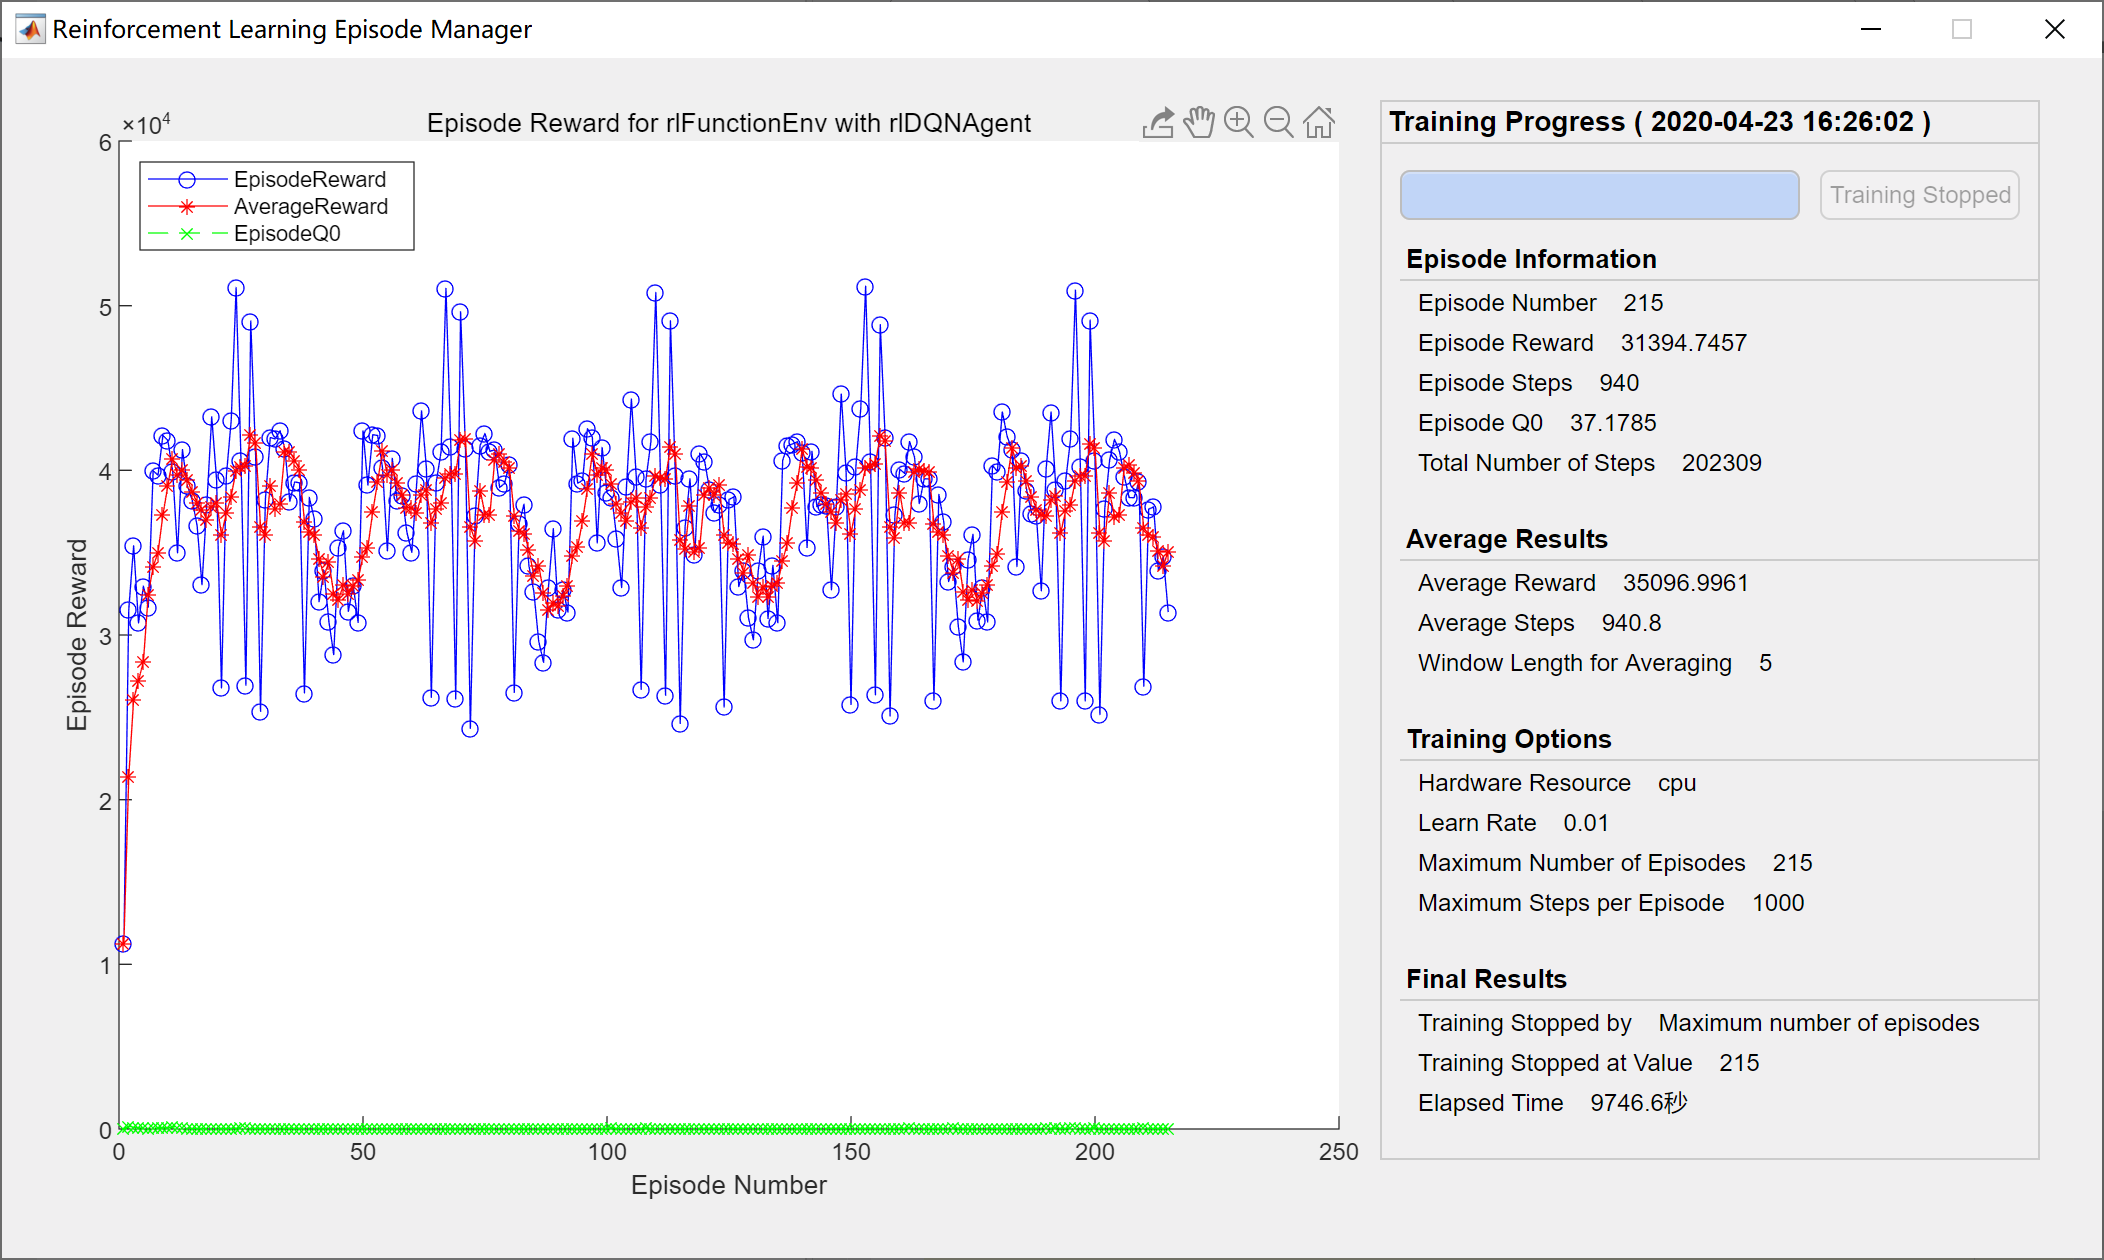 Reinforcement Learning Episode Manager
Episode Reward for rlFunctionEnv with rlDQNAgent
×10⁴
6
5
4
3
2
1
0
Episode Reward
EpisodeReward
AverageReward
EpisodeQ0
0 50 100 150 200 250
Episode Number
Training Progress ( 2020-04-23 16:26:02 )
Training Stopped
Episode Information
Episode Number 215
Episode Reward 31394.7457
Episode Steps 940
Episode Q0 37.1785
Total Number of Steps 202309
Average Results
Average Reward 35096.9961
Average Steps 940.8
Window Length for Averaging 5
Training Options
Hardware Resource cpu
Learn Rate 0.01
Maximum Number of Episodes 215
Maximum Steps per Episode 1000
Final Results
Training Stopped by Maximum number of episodes
Training Stopped at Value 215
Elapsed Time 9746.6秒